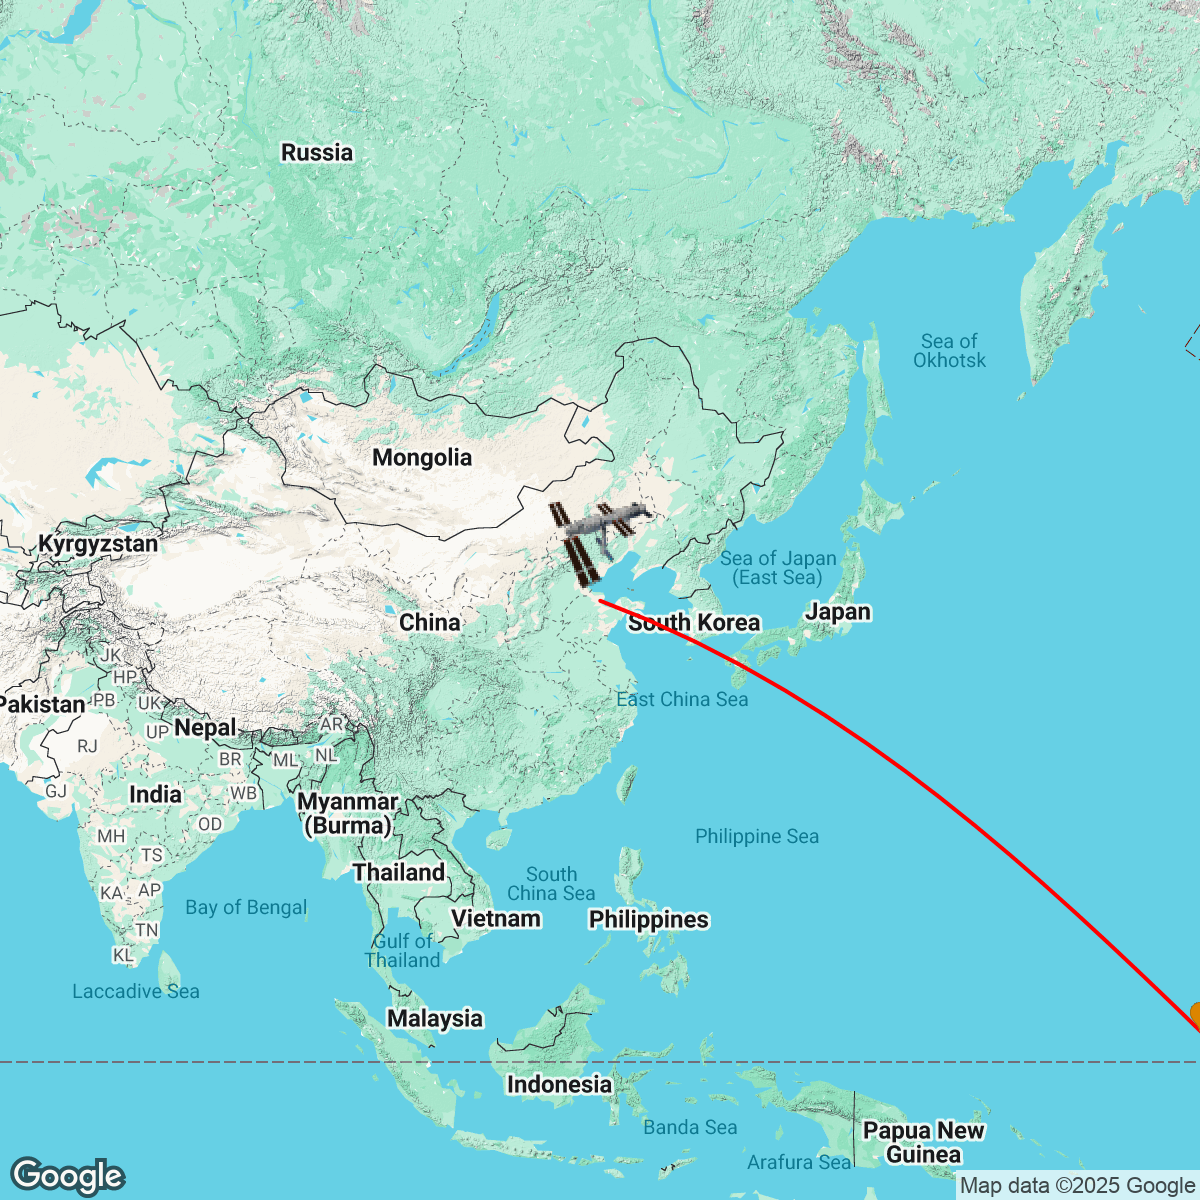 Russia
Sea of
Okhotsk
Mongolia
Kyrgyzstan
Sea of Japan
(East Sea)
Japan
China
South Korea
JK
HP
PB
UK
Pakistan
East China Sea
UP
Nepal
AR
RJ
BR
ML
NL
GJ
WB
India
Myanmar
(Burma)
MH
OD
Philippine Sea
TS
Thailand
South
China Sea
KA
AP
Bay of Bengal
Vietnam
Philippines
TN
KL
Gulf of
Thailand
Laccadive Sea
Malaysia
Indonesia
Banda Sea
Papua New
Guinea
Arafura Sea
Google
Map data ©2025 Google